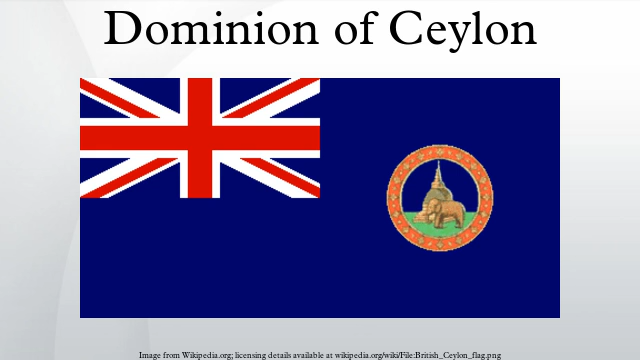 Dominion of Ceylon
Image from Wikipedia.org; licensing details available at wikipedia.org/wiki/File:British_Ceylon_flag.png